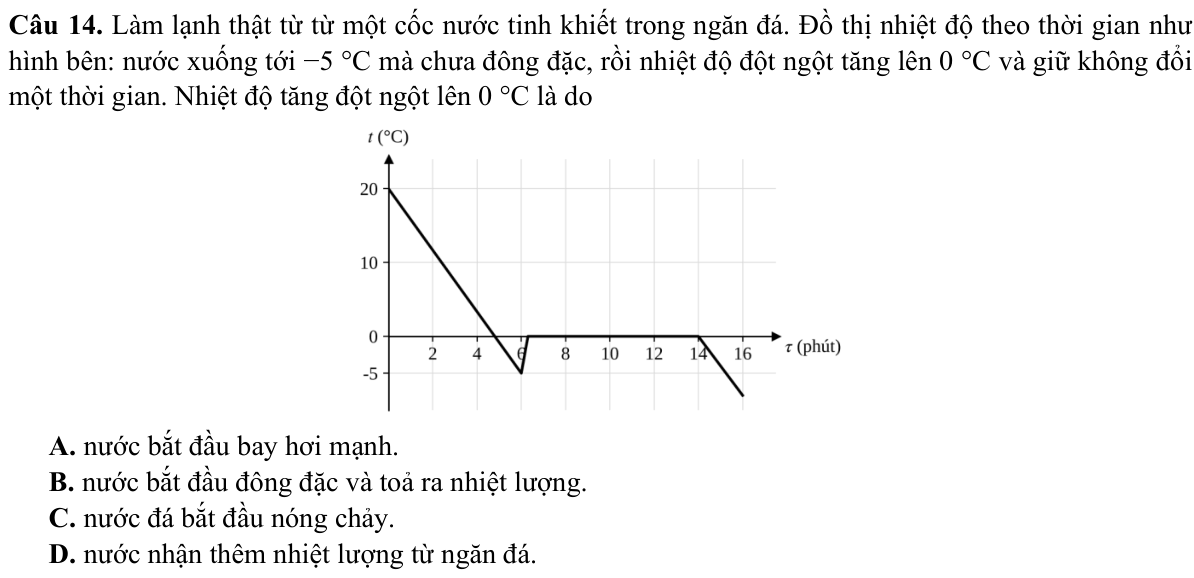 Câu 14. Làm lạnh thật từ từ một cốc nước tinh khiết trong ngăn đá. Đồ thị nhiệt độ theo thời gian như
hình bên: nước xuống tới −5 °C mà chưa đông đặc, rồi nhiệt độ đột ngột tăng lên 0 °C và giữ không đổi
một thời gian. Nhiệt độ tăng đột ngột lên 0 °C là do
t (°C)
20
10
0
-5
2 4 6 8 10 12 14 16
τ (phút)
A. nước bắt đầu bay hơi mạnh.
B. nước bắt đầu đông đặc và toả ra nhiệt lượng.
C. nước đá bắt đầu nóng chảy.
D. nước nhận thêm nhiệt lượng từ ngăn đá.